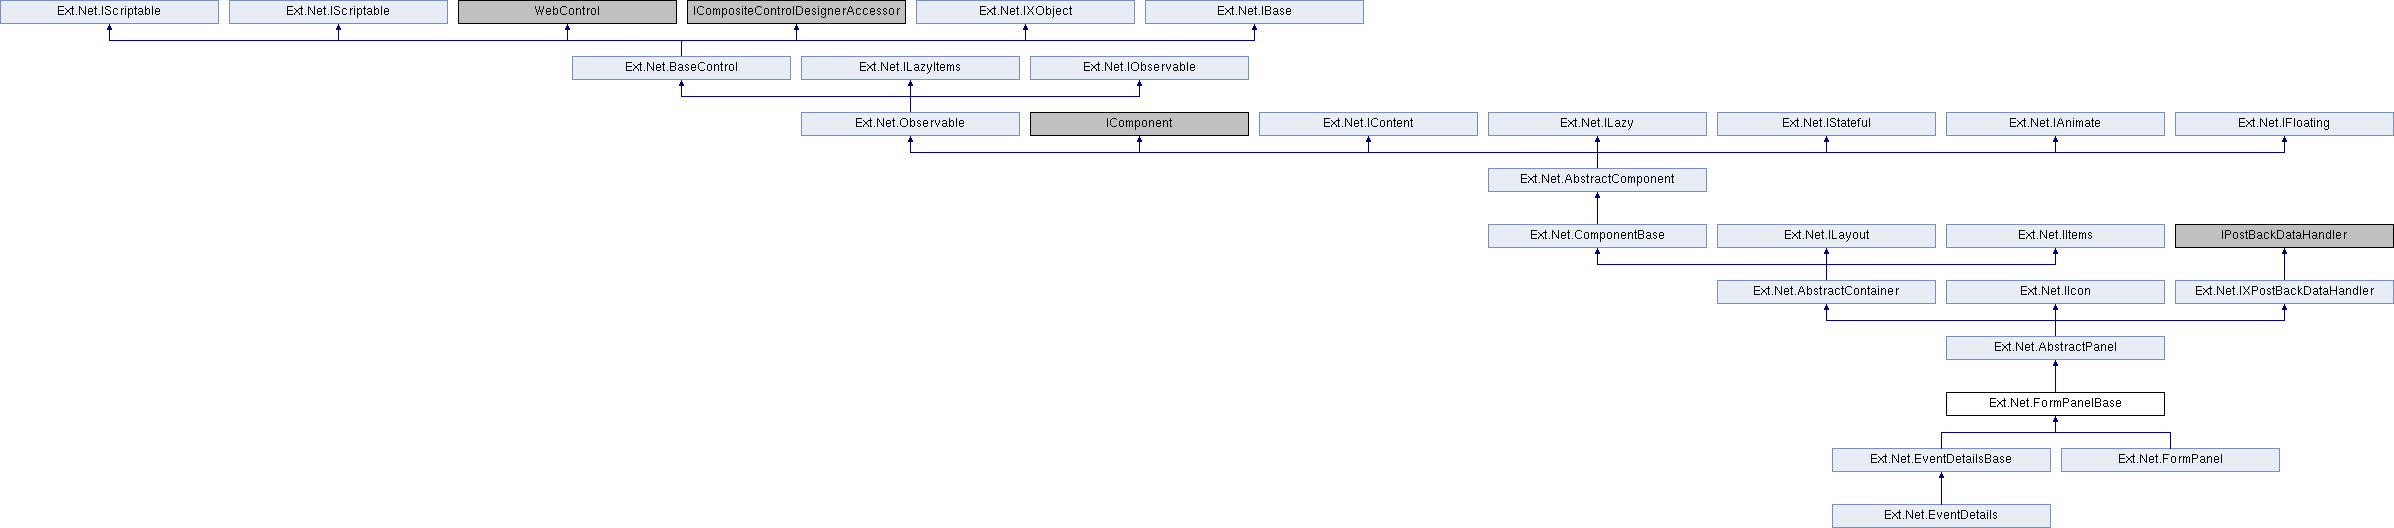 Ext.Net.IScriptable
Ext.Net.IScriptable
WebControl
ICompositeControlDesignerAccessor
Ext.Net.IXObject
Ext.Net.IBase
Ext.Net.BaseControl
Ext.Net.ILazyItems
Ext.Net.IObservable
Ext.Net.Observable
IComponent
Ext.Net.IContent
Ext.Net.ILazy
Ext.Net.IStateful
Ext.Net.IAnimate
Ext.Net.IFloating
Ext.Net.AbstractComponent
Ext.Net.ComponentBase
Ext.Net.ILayout
Ext.Net.IItems
IPostBackDataHandler
Ext.Net.AbstractContainer
Ext.Net.IIcon
Ext.Net.IXPostBackDataHandler
Ext.Net.AbstractPanel
Ext.Net.FormPanelBase
Ext.Net.EventDetailsBase
Ext.Net.FormPanel
Ext.Net.EventDetails